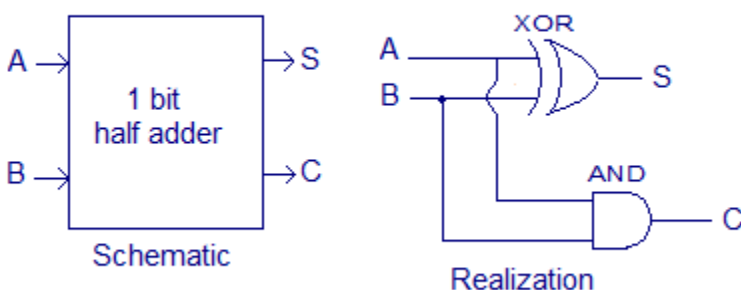 A
B
1 bit
half adder
S
C
Schematic
XOR
A
B
S
AND
C
Realization